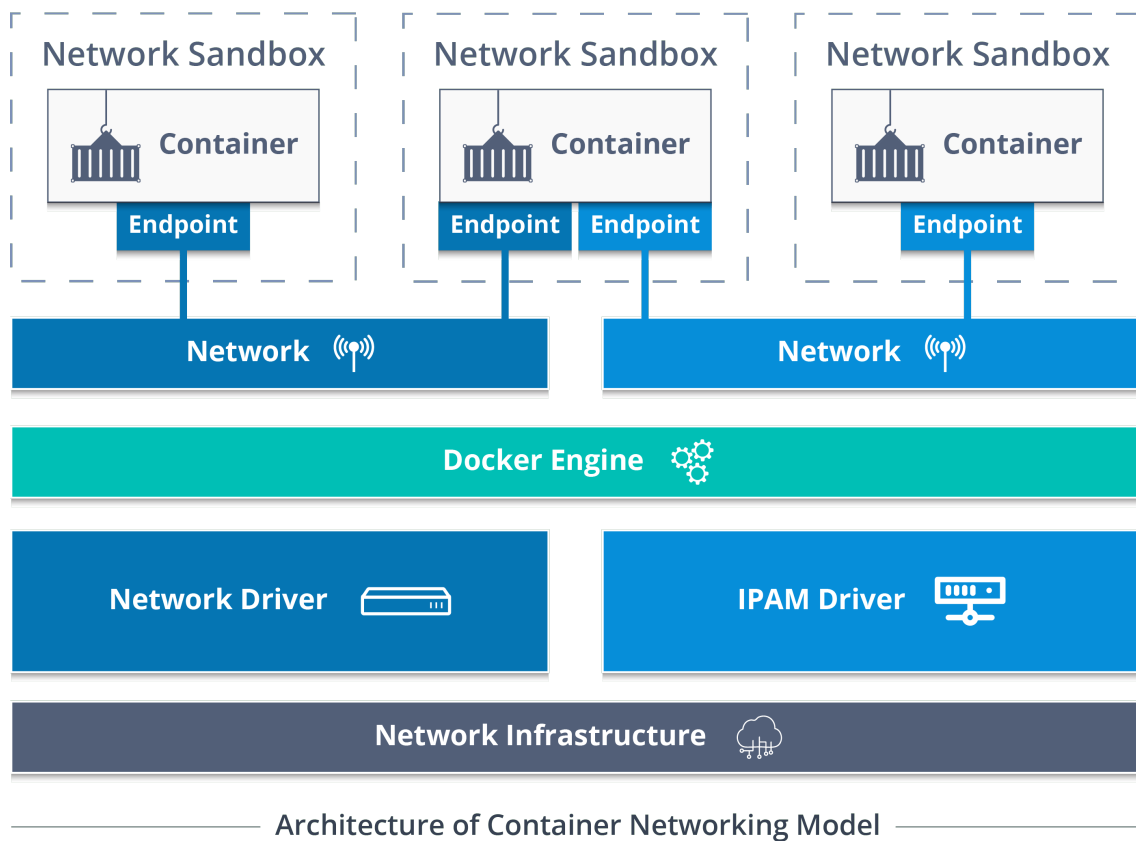 Network Sandbox
Network Sandbox
Network Sandbox
Container
Container
Container
Endpoint
Endpoint
Endpoint
Endpoint
Network
Network
Docker Engine
Network Driver
IPAM Driver
Network Infrastructure
Architecture of Container Networking Model